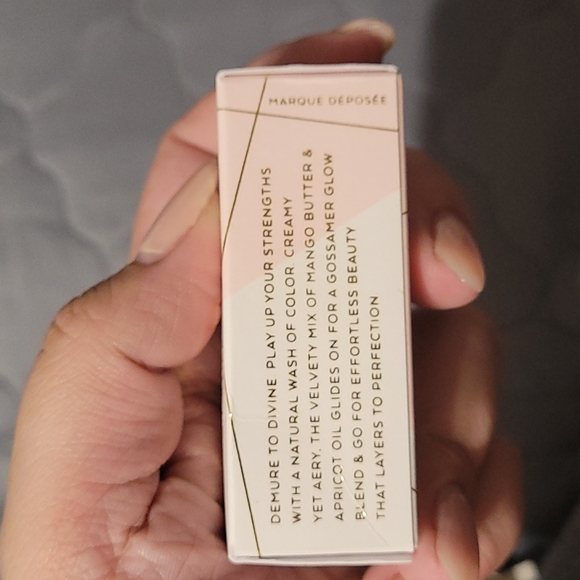 MARQUE DÉPOSÉE
DEMURE TO DIVINE PLAY UP YOUR STRENGTHS
WITH A NATURAL WASH OF COLOR. CREAMY
YET AERY, THE VELVETY MIX OF MANGO BUTTER &
APRICOT OIL GLIDES ON FOR A GOSSAMER GLOW
BLEND & GO FOR EFFORTLESS BEAUTY
THAT LAYERS TO PERFECTION